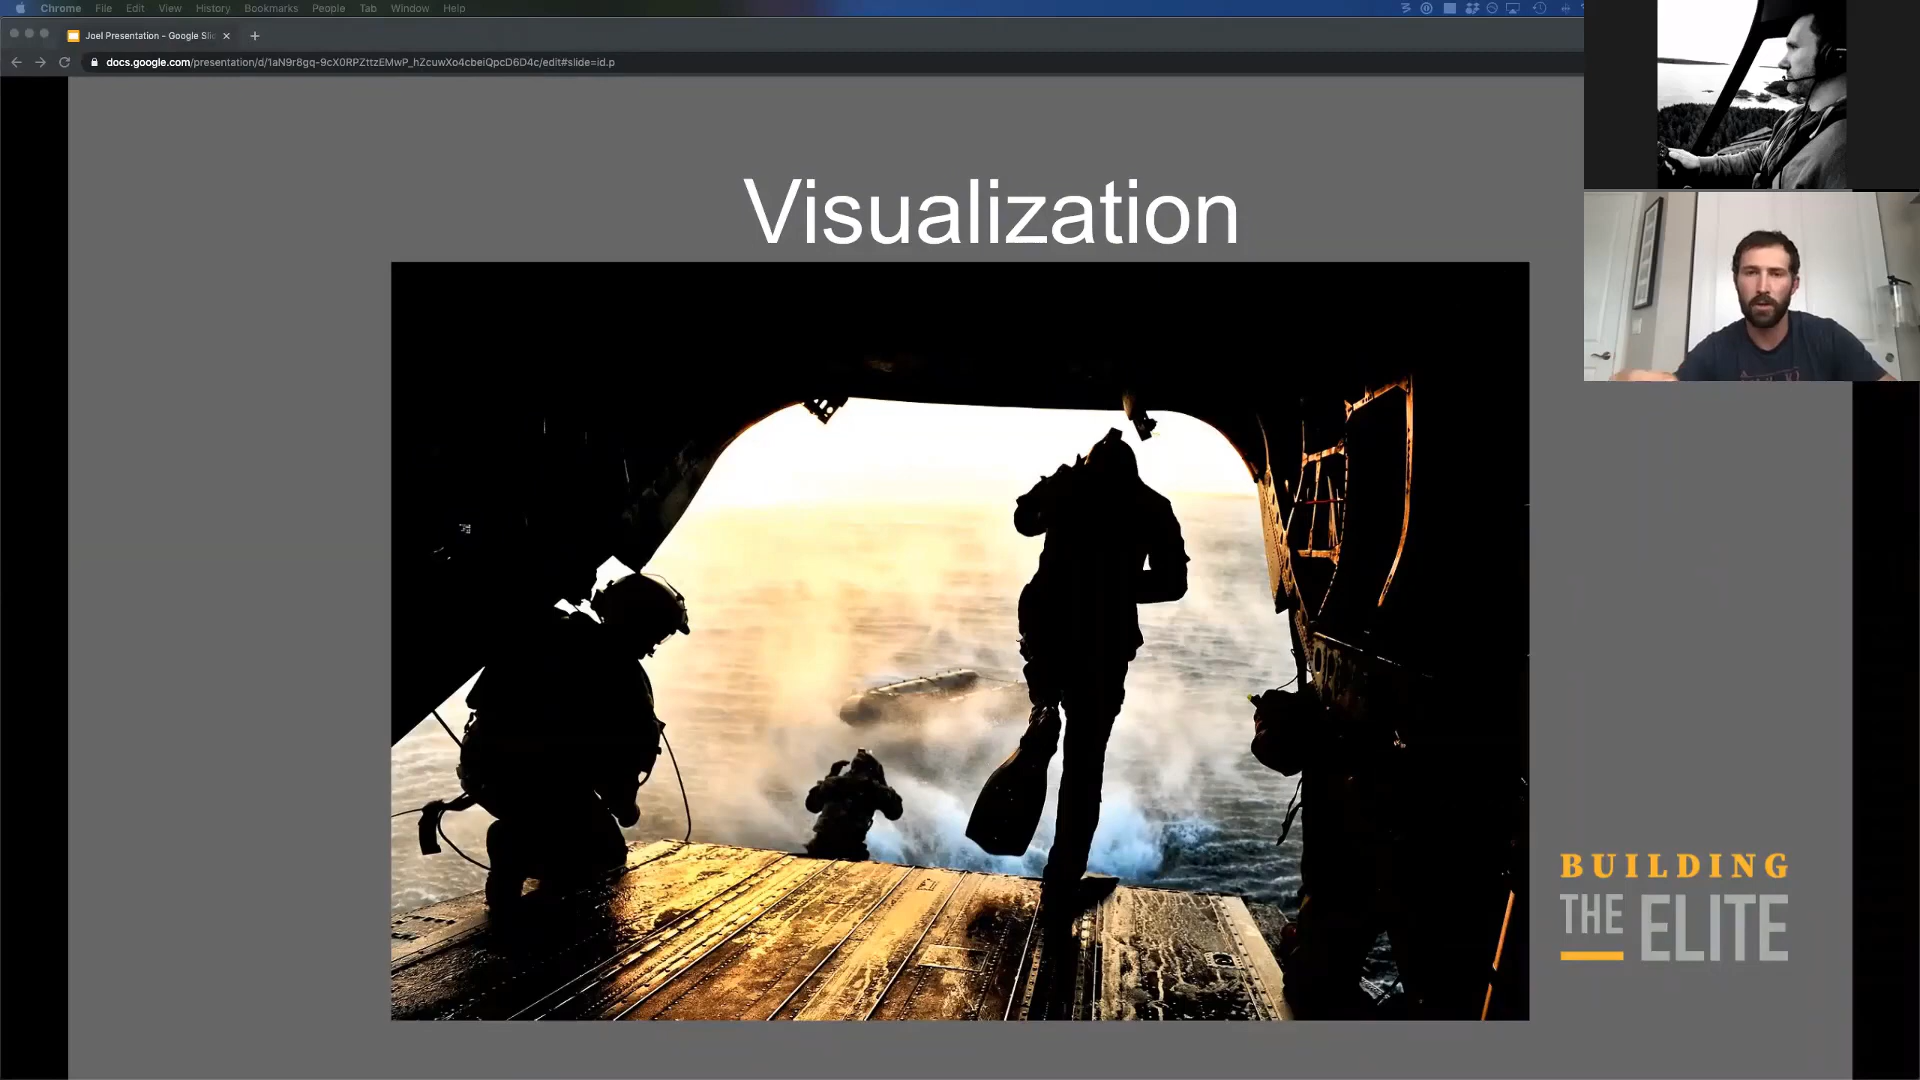 Chrome File Edit View History Bookmarks People Tab Window Help
Joel Presentation - Google Slic
docs.google.com/presentation/d/1aN9r8gq-9cX0RPZttzEMwP_hZcuwXo4cbeiQpcD6D4c/edit#slide=id.p
Visualization
BUILDING
THE ELITE